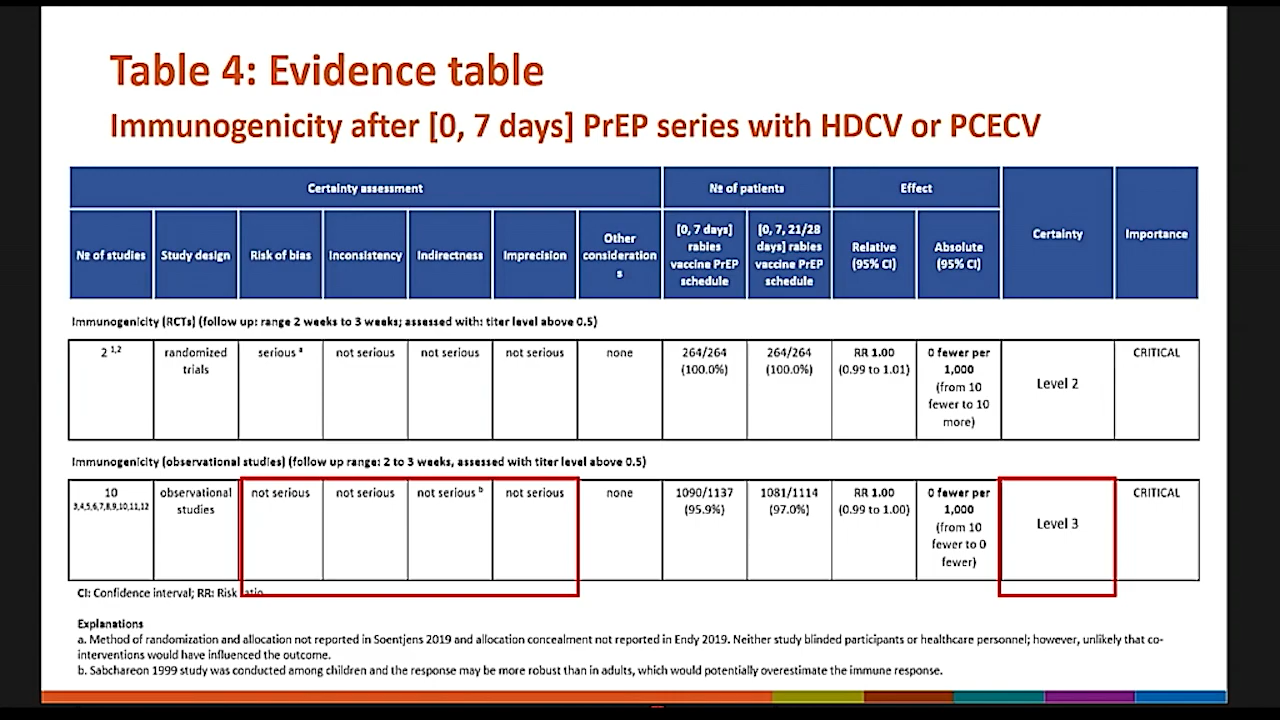 Table 4: Evidence table
Immunogenicity after [0, 7 days] PrEP series with HDCV or PCECV
Certainty assessment
№ of patients
Effect
Certainty
Importance
№ of studies
Study design
Risk of bias
Inconsistency
Indirectness
Imprecision
Other
consideration
s
[0, 7 days]
rabies
vaccine PrEP
schedule
[0, 7, 21/28
days] rabies
vaccine PrEP
schedule
Relative
(95% CI)
Absolute
(95% CI)
Immunogenicity (RCTs) (follow up: range 2 weeks to 3 weeks; assessed with: titer level above 0.5)
2 1,2
randomized
trials
serious a
not serious
not serious
not serious
none
264/264
(100.0%)
264/264
(100.0%)
RR 1.00
(0.99 to 1.01)
0 fewer per
1,000
(from 10
fewer to 10
more)
Level 2
CRITICAL
Immunogenicity (observational studies) (follow up range: 2 to 3 weeks, assessed with titer level above 0.5)
10
3,4,5,6,7,8,9,10,11,12
observational
studies
not serious
not serious
not serious b
not serious
none
1090/1137
(95.9%)
1081/1114
(97.0%)
RR 1.00
(0.99 to 1.00)
0 fewer per
1,000
(from 10
fewer to 0
fewer)
Level 3
CRITICAL
CI: Confidence interval; RR: Risk ratio
Explanations
a. Method of randomization and allocation not reported in Soentjens 2019 and allocation concealment not reported in Endy 2019. Neither study blinded participants or healthcare personnel; however, unlikely that co-
interventions would have influenced the outcome.
b. Sabchareon 1999 study was conducted among children and the response may be more robust than in adults, which would potentially overestimate the immune response.